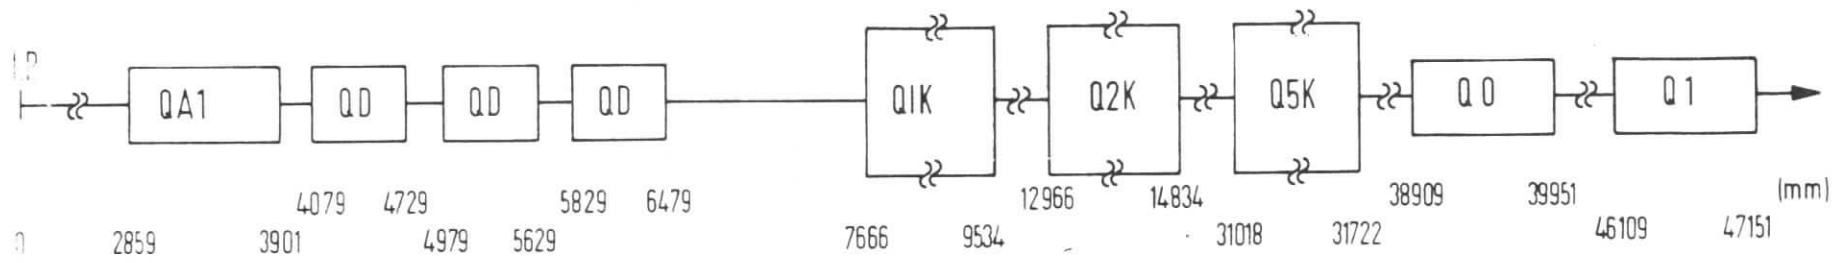 I.P.
QA1 QD QD QD Q1K Q2K Q5K Q0 Q1
4079 4729 5829 6479 12966 14834 38909 39951 (mm)
0 2859 3901 4979 5629 7666 9534 31018 31722 46109 47151